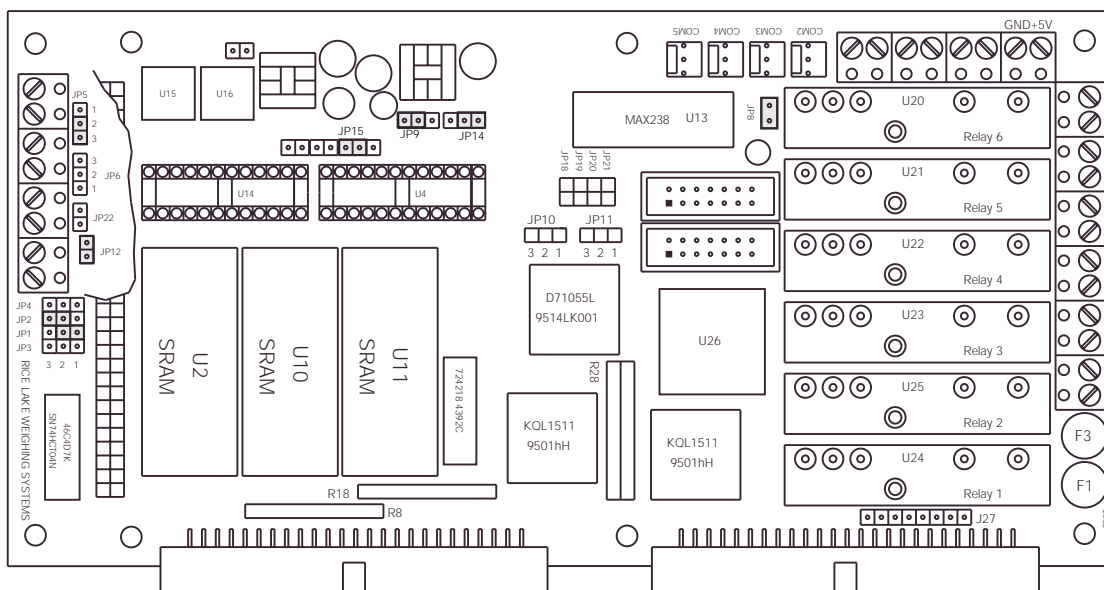 GND+5V
COM5
COM4
COM3
COM2
JP5
1
2
3
3
2
1
JP6
JP22
JP12
U15
U16
JP15
JP9
JP14
MAX238 U13
JP8
U20
Relay 6
U14
U4
JP18
JP19
JP20
JP21
U21
Relay 5
JP10
JP11
3 2 1
3 2 1
U22
Relay 4
JP4
JP2
JP1
JP3
3 2 1
D71055L
9514LK001
U26
U23
Relay 3
U2
SRAM
U10
SRAM
U11
SRAM
724218 4392C
R28
U25
Relay 2
RICE LAKE WEIGHING SYSTEMS
46C4D7K
SN74HCT04N
KQL1511
9501hH
KQL1511
9501hH
F3
U24
Relay 1
F1
R18
R8
J27